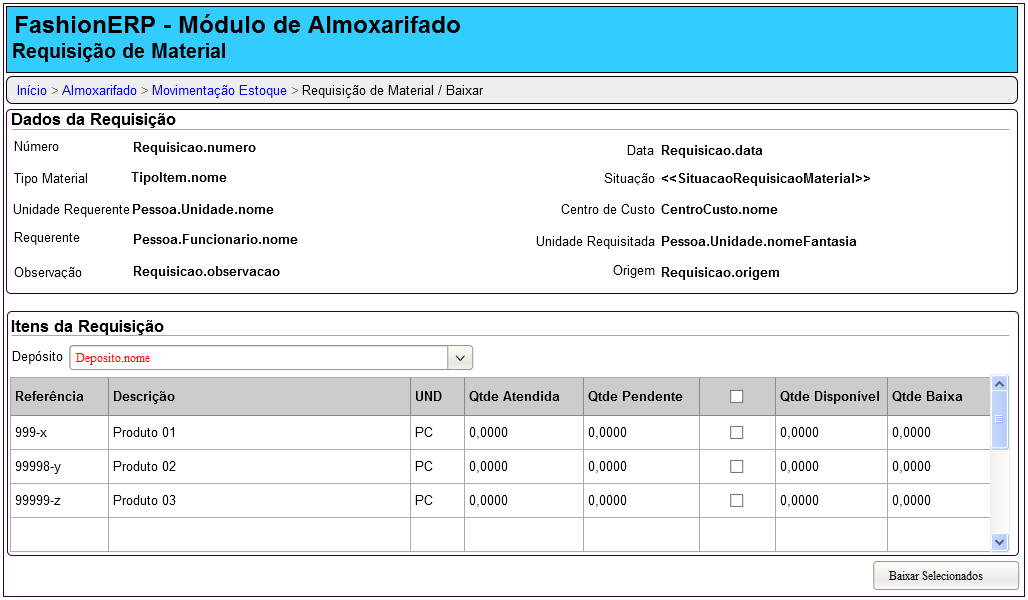 FashionERP - Módulo de Almoxarifado
Requisição de Material
Início > Almoxarifado > Movimentação Estoque > Requisição de Material / Baixar
Dados da Requisição
Número Requisicao.numero Data Requisicao.data
Tipo Material TipoItem.nome Situação <<SituacaoRequisicaoMaterial>>
Unidade Requerente Pessoa.Unidade.nome Centro de Custo CentroCusto.nome
Requerente Pessoa.Funcionario.nome Unidade Requisitada Pessoa.Unidade.nomeFantasia
Observação Requisicao.observacao Origem Requisicao.origem
Itens da Requisição
Depósito Deposito.nome
Referência Descrição UND Qtde Atendida Qtde Pendente Qtde Disponível Qtde Baixa
999-x Produto 01 PC 0,0000 0,0000 0,0000 0,0000
99998-y Produto 02 PC 0,0000 0,0000 0,0000 0,0000
99999-z Produto 03 PC 0,0000 0,0000 0,0000 0,0000
Baixar Selecionados